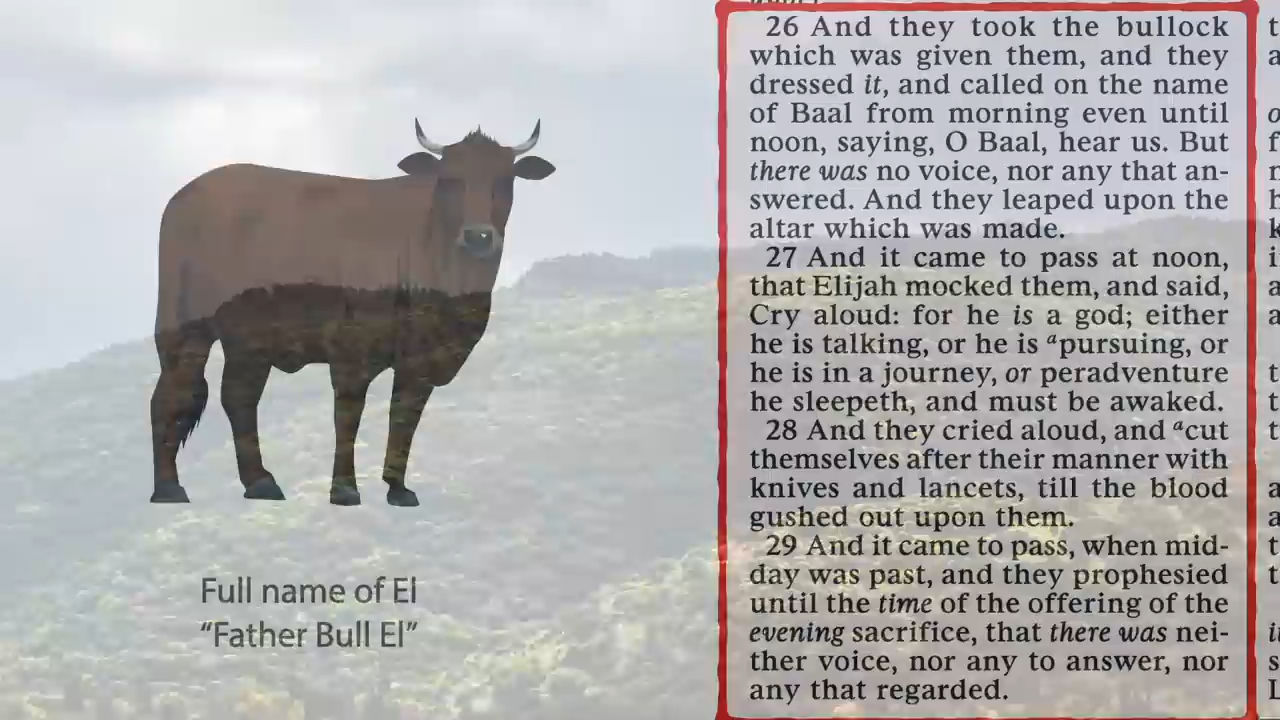 Full name of El
“Father Bull El”
26 And they took the bullock
which was given them, and they
dressed it, and called on the name
of Baal from morning even until
noon, saying, O Baal, hear us. But
there was no voice, nor any that an-
swered. And they leaped upon the
altar which was made.
27 And it came to pass at noon,
that Elijah mocked them, and said,
Cry aloud: for he is a god; either
he is talking, or he is ᵃpursuing, or
he is in a journey, or peradventure
he sleepeth, and must be awaked.
28 And they cried aloud, and ᵃcut
themselves after their manner with
knives and lancets, till the blood
gushed out upon them.
29 And it came to pass, when mid-
day was past, and they prophesied
until the time of the offering of the
evening sacrifice, that there was nei-
ther voice, nor any to answer, nor
any that regarded.